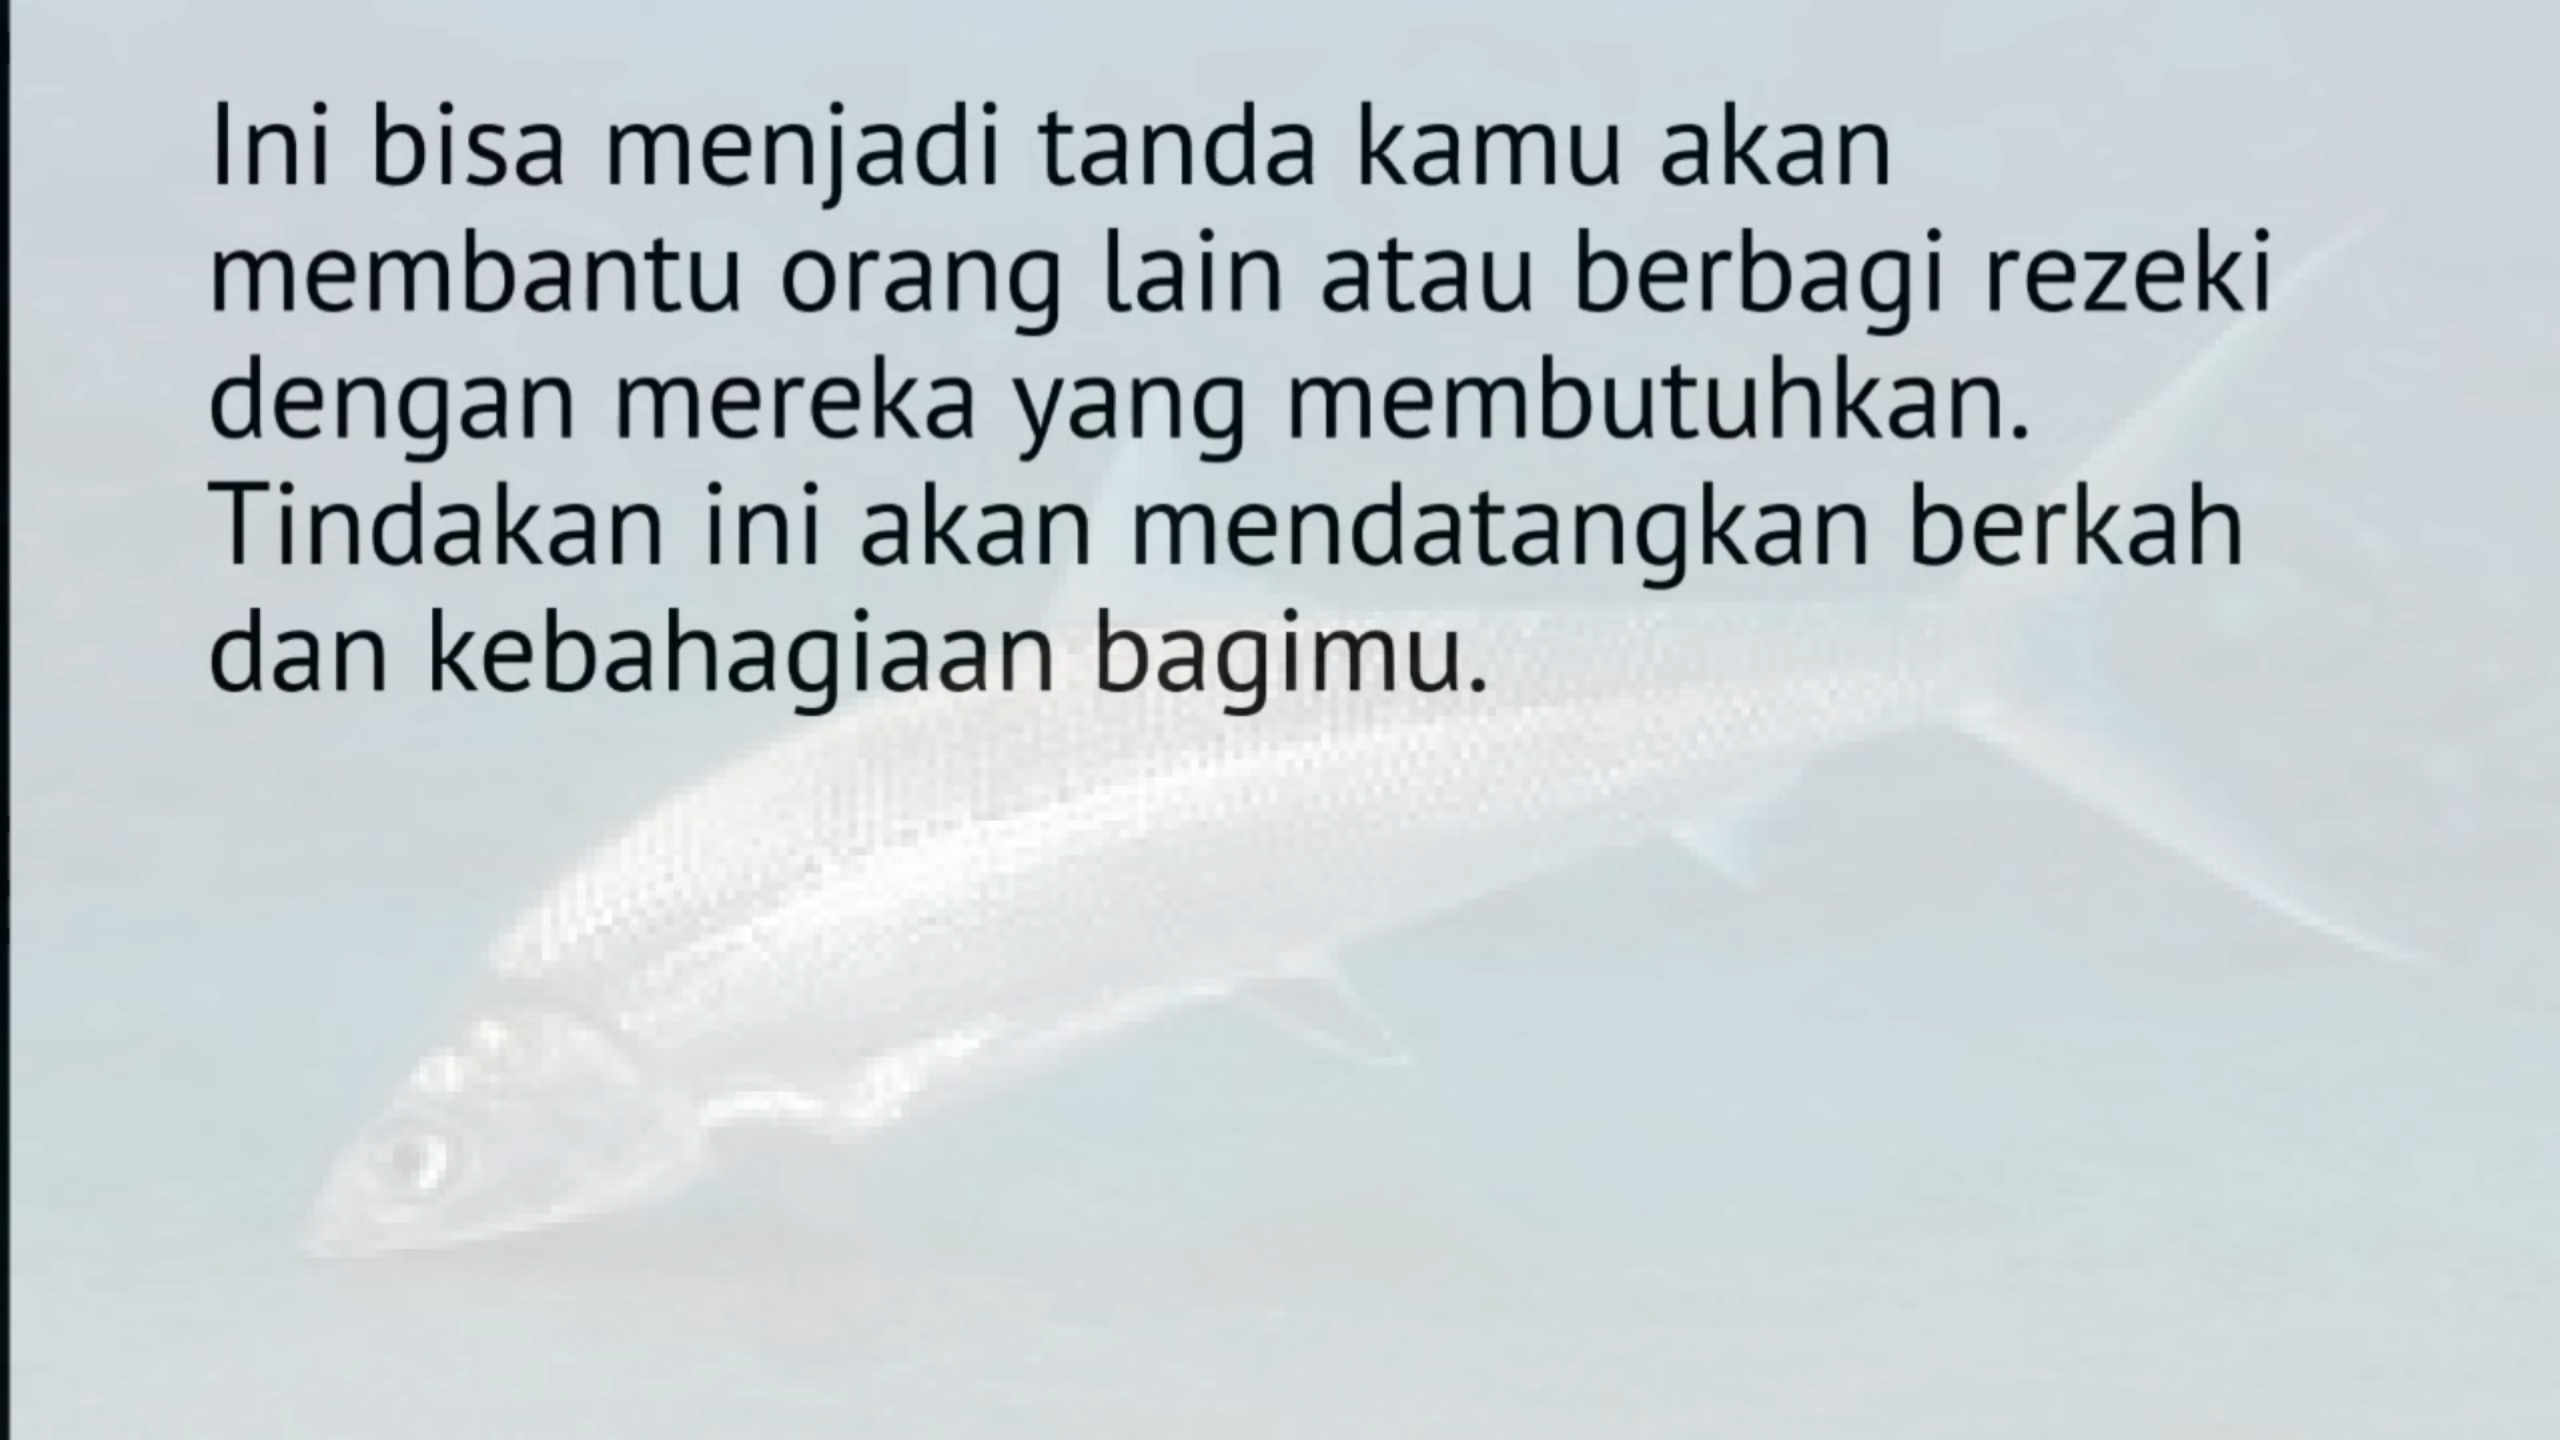 Ini bisa menjadi tanda kamu akan
membantu orang lain atau berbagi rezeki
dengan mereka yang membutuhkan.
Tindakan ini akan mendatangkan berkah
dan kebahagiaan bagimu.